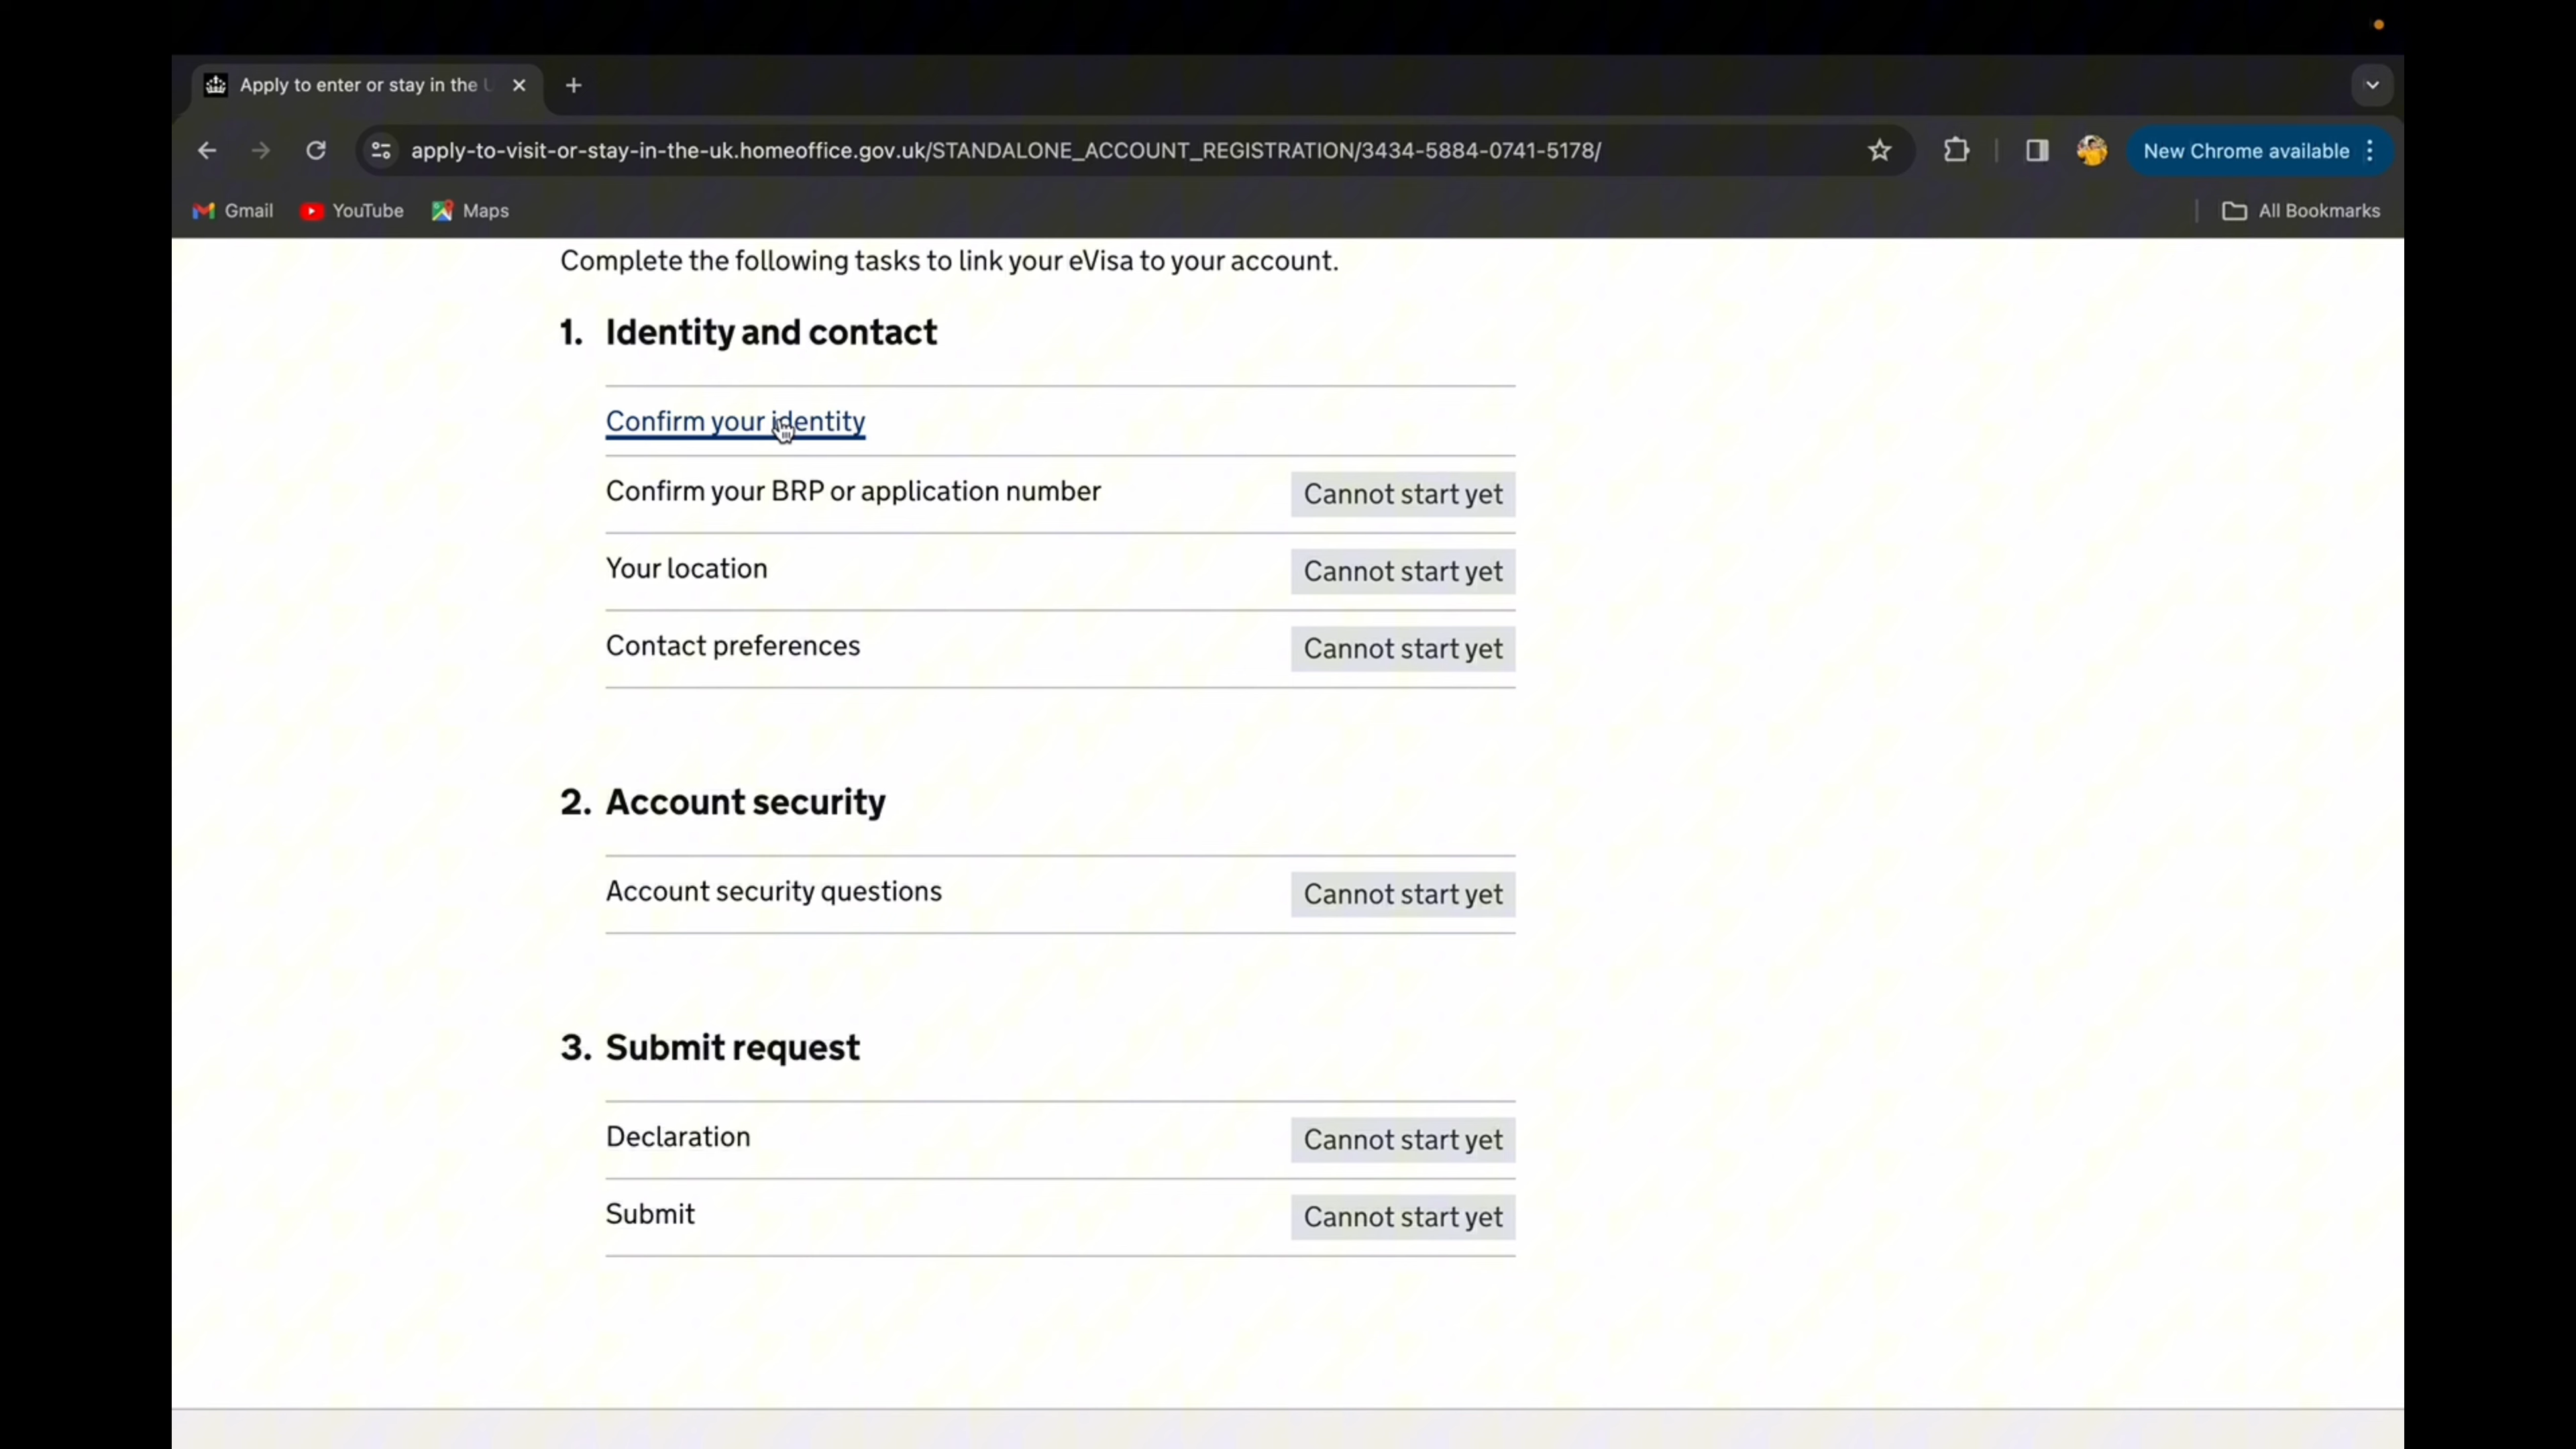 Apply to enter or stay in the U
apply-to-visit-or-stay-in-the-uk.homeoffice.gov.uk/STANDALONE_ACCOUNT_REGISTRATION/3434-5884-0741-5178/
New Chrome available
Gmail
YouTube
Maps
All Bookmarks
Complete the following tasks to link your eVisa to your account.
1. Identity and contact
Confirm your identity
Confirm your BRP or application number Cannot start yet
Your location Cannot start yet
Contact preferences Cannot start yet
2. Account security
Account security questions Cannot start yet
3. Submit request
Declaration Cannot start yet
Submit Cannot start yet